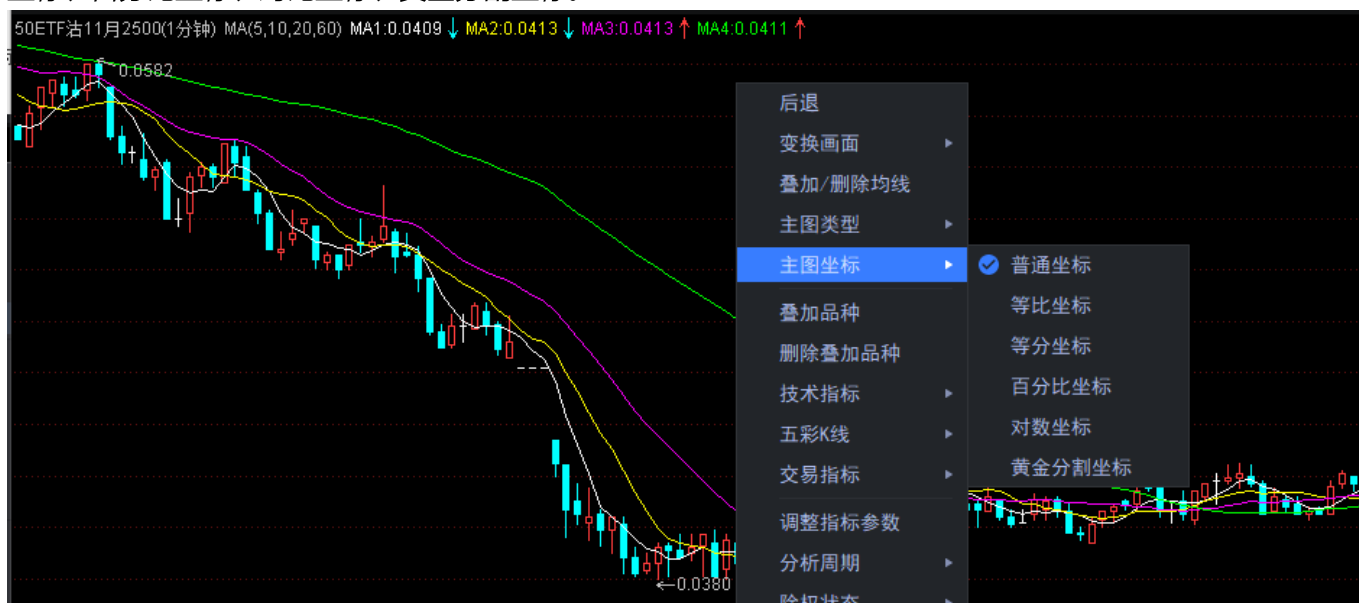 50ETF沽11月2500(1分钟) MA(5,10,20,60) MA1:0.0409↓ MA2:0.0413↓ MA3:0.0413↑ MA4:0.0411↑
0.0582
后退
变换画面
叠加/删除均线
主图类型
主图坐标
普通坐标
等比坐标
等分坐标
百分比坐标
对数坐标
黄金分割坐标
叠加品种
删除叠加品种
技术指标
五彩K线
交易指标
调整指标参数
分析周期
除权状态
0.0380